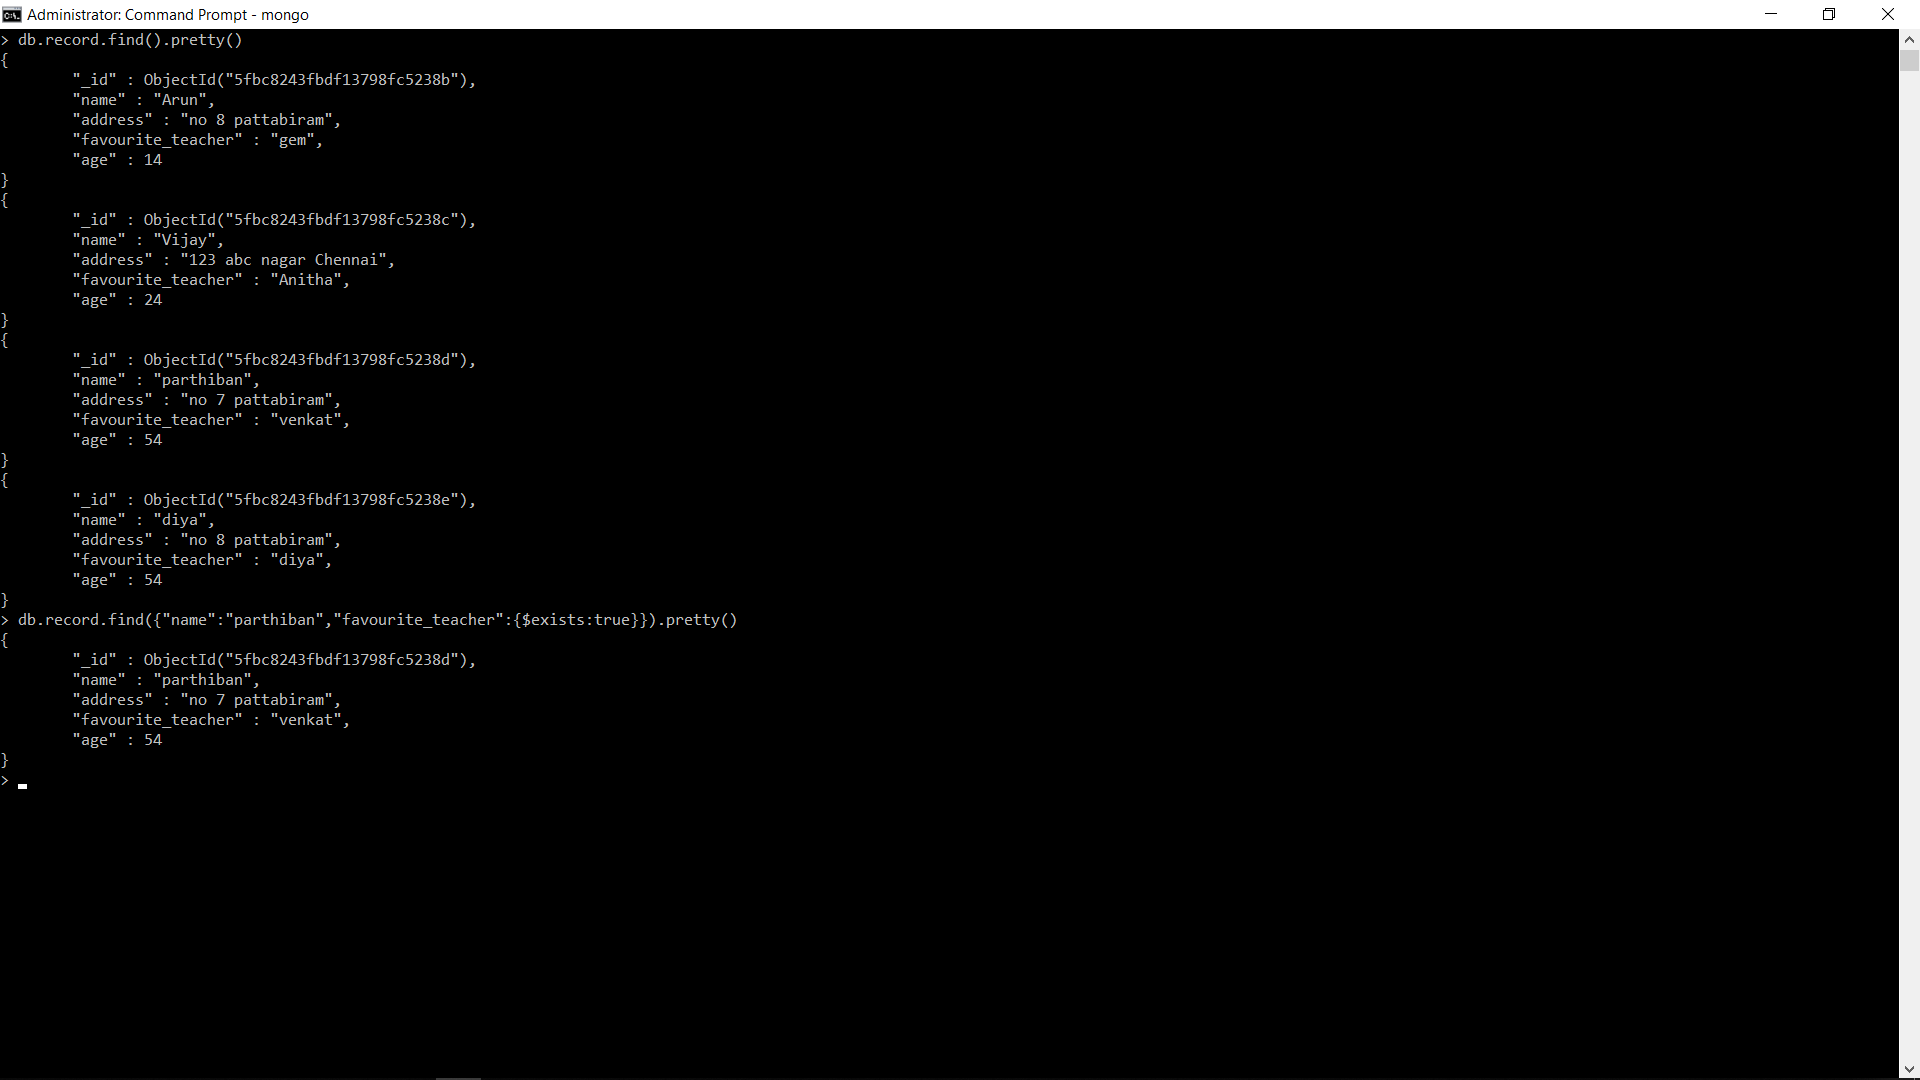 Administrator: Command Prompt - mongo
> db.record.find().pretty()
{
        "_id" : ObjectId("5fbc8243fbdf13798fc5238b"),
        "name" : "Arun",
        "address" : "no 8 pattabiram",
        "favourite_teacher" : "gem",
        "age" : 14
}
{
        "_id" : ObjectId("5fbc8243fbdf13798fc5238c"),
        "name" : "Vijay",
        "address" : "123 abc nagar Chennai",
        "favourite_teacher" : "Anitha",
        "age" : 24
}
{
        "_id" : ObjectId("5fbc8243fbdf13798fc5238d"),
        "name" : "parthiban",
        "address" : "no 7 pattabiram",
        "favourite_teacher" : "venkat",
        "age" : 54
}
{
        "_id" : ObjectId("5fbc8243fbdf13798fc5238e"),
        "name" : "diya",
        "address" : "no 8 pattabiram",
        "favourite_teacher" : "diya",
        "age" : 54
}
> db.record.find({"name":"parthiban","favourite_teacher":{$exists:true}}).pretty()
{
        "_id" : ObjectId("5fbc8243fbdf13798fc5238d"),
        "name" : "parthiban",
        "address" : "no 7 pattabiram",
        "favourite_teacher" : "venkat",
        "age" : 54
}
>